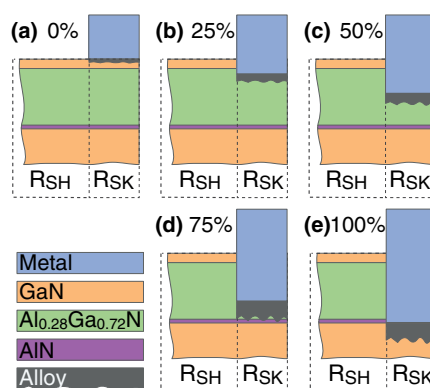 (a) 0%
(b) 25%
(c) 50%
RSH RSK
RSH RSK
RSH RSK
(d) 75%
(e) 100%
Metal
GaN
Al0.28Ga0.72N
AlN
Alloy
RSH RSK
RSH RSK